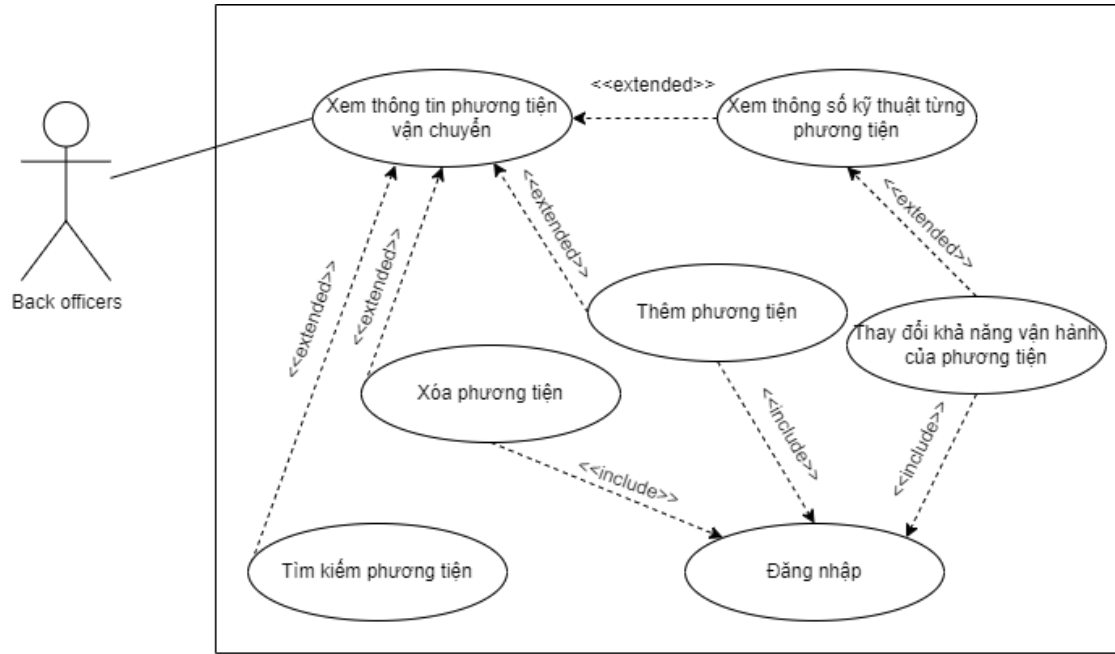 <<extended>>
Xem thông tin phương tiện
vận chuyển
Xem thông số kỹ thuật từng
phương tiện
<<extended>>
<<extended>>
<<extended>>
<<extended>>
Back officers
Thêm phương tiện
Thay đổi khả năng vận hành
của phương tiện
Xóa phương tiện
<<include>>
<<include>>
<<include>>
Tìm kiếm phương tiện
Đăng nhập